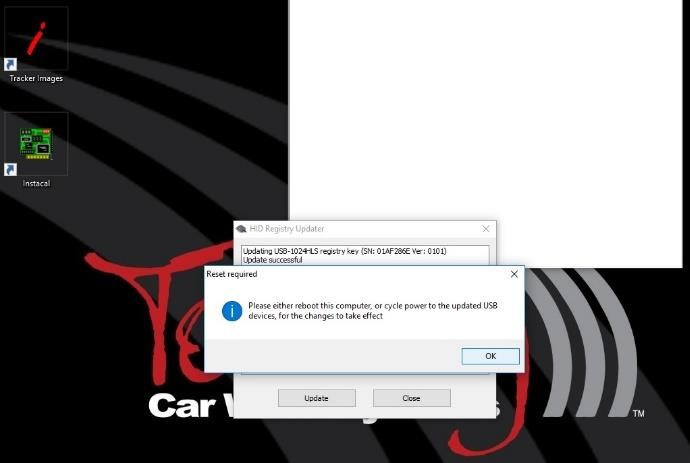 Tracker Images
Instacal
HID Registry Updater
Updating USB-1024HLS registry key (SN: 01AF286E Ver: 0101)
Update successful
Reset required
Please either reboot this computer, or cycle power to the updated USB
devices, for the changes to take effect
OK
Update
Close
Car
TM